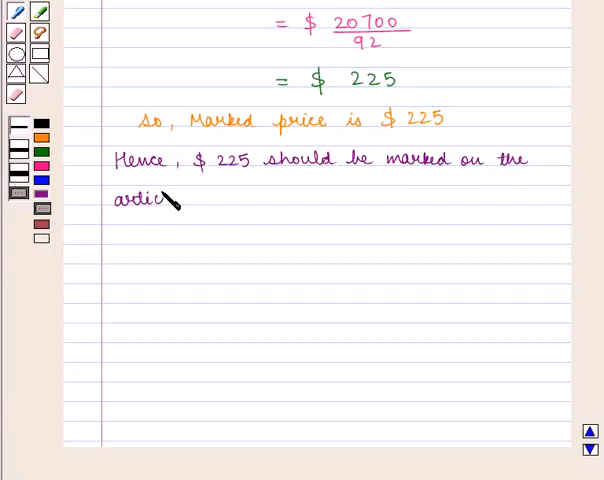 = $ 20700
92
= $ 225
So, Marked price is $ 225
Hence, $ 225 should be marked on the
artic